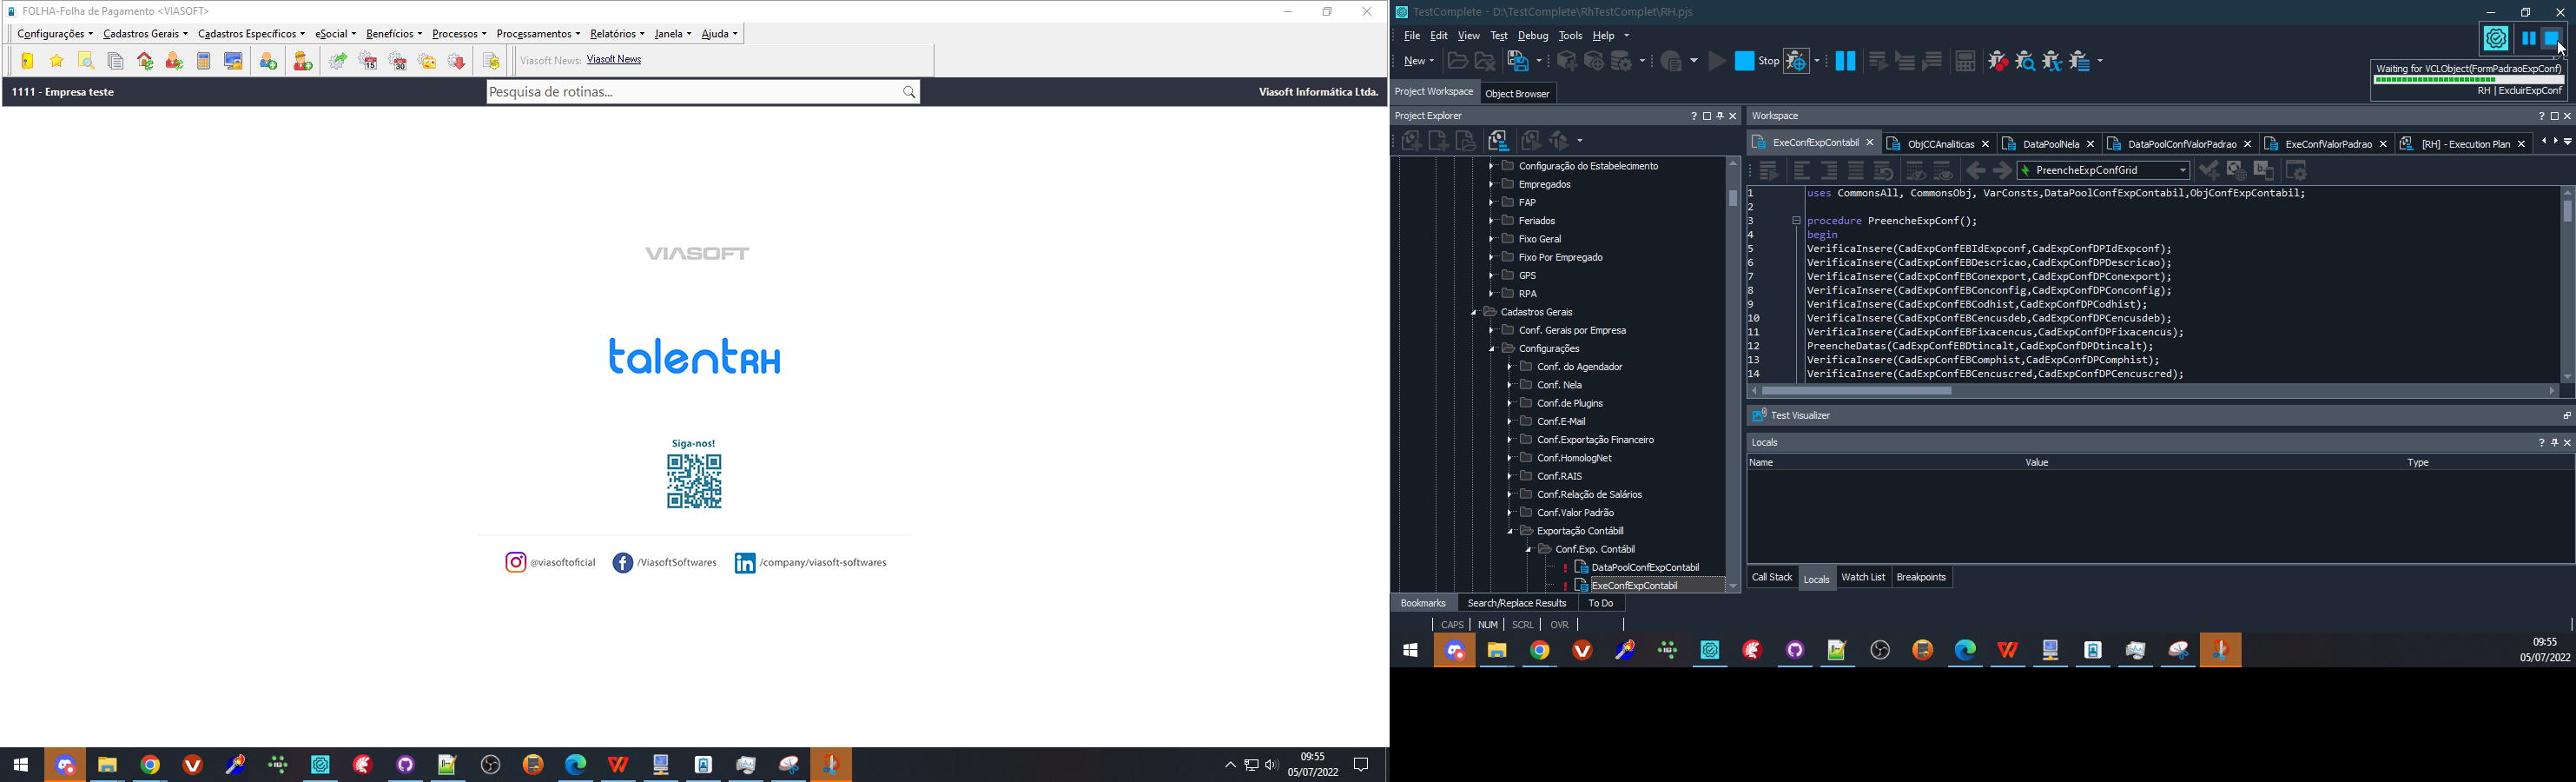 FOLHA-Folha de Pagamento <VIASOFT>
Configurações Cadastros Gerais Cadastros Específicos eSocial Benefícios Processos Processamentos Relatórios Janela Ajuda
Viasoft News: Viasoft News
1111 - Empresa teste
Pesquisa de rotinas...
Viasoft Informática Ltda.
VIASOFT
talentRH
Siga-nos!
@viasoftoficial
/ViasoftSoftwares
/company/viasoft-softwares
09:55
05/07/2022
TestComplete - D:\TestComplete\RhTestComplet\RH.pjs
File Edit View Test Debug Tools Help
New
Stop
Waiting for VCLObject(FormPadraoExpConf)
RH | ExcluirExpConf
Project Workspace
Object Browser
Project Explorer
Configuração do Estabelecimento
Empregados
FAP
Feriados
Fixo Geral
Fixo Por Empregado
GPS
RPA
Cadastros Gerais
Conf. Gerais por Empresa
Configurações
Conf. do Agendador
Conf. Nela
Conf.de Plugins
Conf.E-Mail
Conf.Exportação Financeiro
Conf.HomologNet
Conf.RAIS
Conf.Relação de Salários
Conf.Valor Padrão
Exportação Contábill
Conf.Exp. Contábil
DataPoolConfExpContabil
ExeConfExpContabil
Bookmarks
Search/Replace Results
To Do
CAPS NUM SCRL OVR
Workspace
ExeConfExpContabil
ObjCCAnaliticas
DataPoolNela
DataPoolConfValorPadrao
ExeConfValorPadrao
[RH] - Execution Plan
PreencheExpConfGrid
1 uses CommonsAll, CommonsObj, VarConsts,DataPoolConfExpContabil,ObjConfExpContabil;
2
3 procedure PreencheExpConf();
4 begin
5 VerificaInsere(CadExpConfEBIdExpconf,CadExpConfDPIdExpconf);
6 VerificaInsere(CadExpConfEBDescricao,CadExpConfDPDescricao);
7 VerificaInsere(CadExpConfEBConexport,CadExpConfDPConexport);
8 VerificaInsere(CadExpConfEBConconfig,CadExpConfDPConconfig);
9 VerificaInsere(CadExpConfEBCodhist,CadExpConfDPCodhist);
10 VerificaInsere(CadExpConfEBCencusdeb,CadExpConfDPCencusdeb);
11 VerificaInsere(CadExpConfEBFixacencus,CadExpConfDPFixacencus);
12 PreencheDatas(CadExpConfEBDtincalt,CadExpConfDPDtincalt);
13 VerificaInsere(CadExpConfEBComphist,CadExpConfDPComphist);
14 VerificaInsere(CadExpConfEBCencuscred,CadExpConfDPCencuscred);
Test Visualizer
Locals
Name Value Type
Call Stack
Locals
Watch List
Breakpoints
09:55
05/07/2022